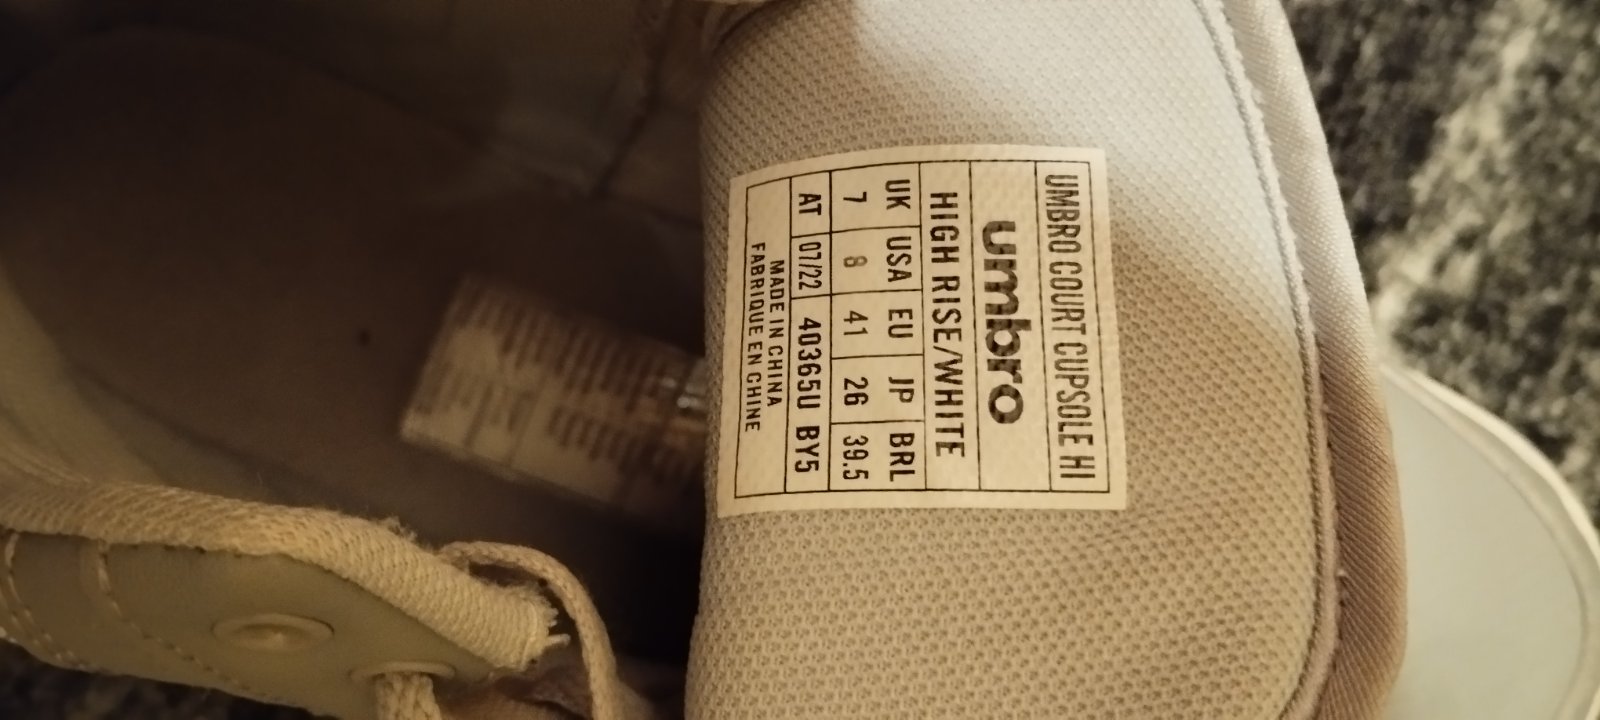 UMBRO COURT CUPSOLE HI
umbro
HIGH RISE/WHITE
UK USA EU JP BRL
7 8 41 26 39.5
AT 07/22 40365U BY5
MADE IN CHINA
FABRIQUE EN CHINE